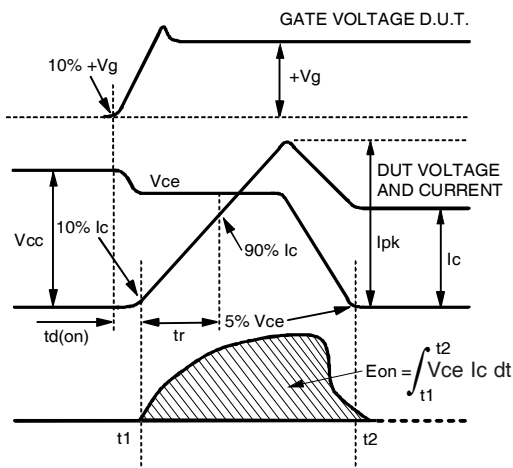 GATE VOLTAGE D.U.T.
10% +Vg
+Vg
Vce
DUT VOLTAGE
AND CURRENT
Vcc
10% Ic
90% Ic
Ipk
Ic
td(on)
tr
5% Vce
Eon = ∫ Vce Ic dt
t2
t1
t1
t2